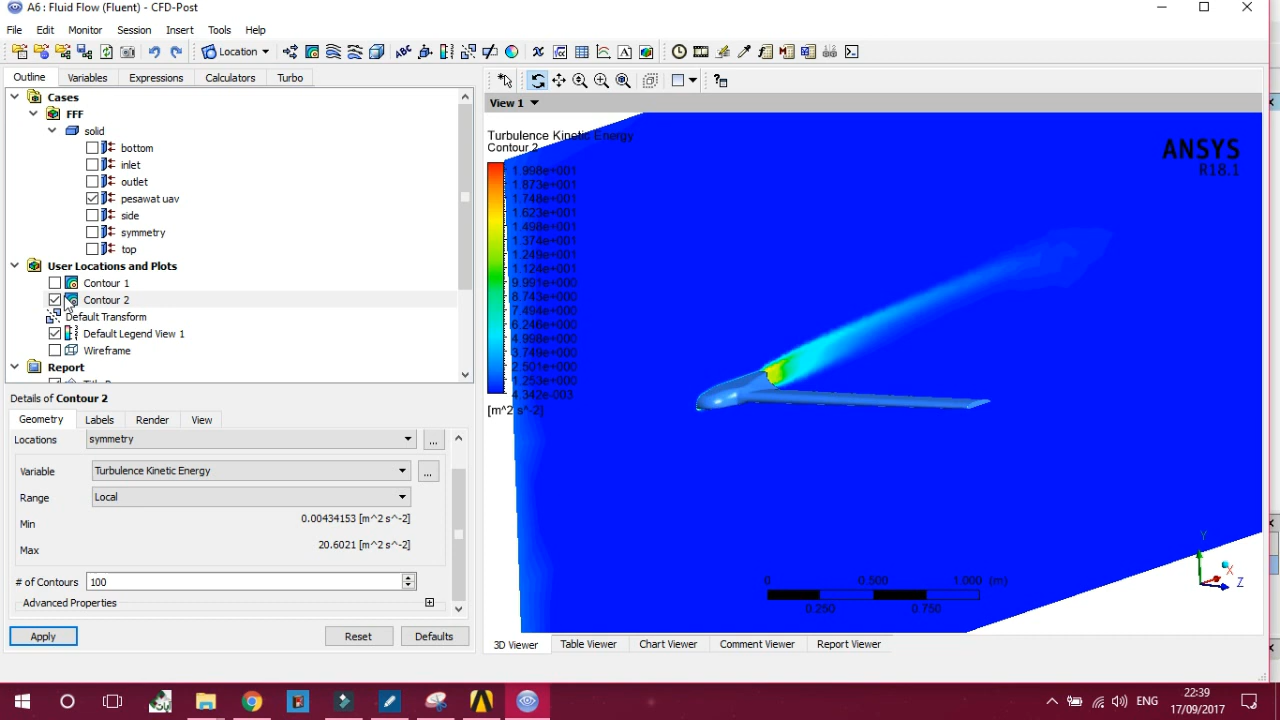 A6 : Fluid Flow (Fluent) - CFD-Post
File Edit Monitor Session Insert Tools Help
Location
Outline Variables Expressions Calculators Turbo
Cases
FFF
solid
bottom
inlet
outlet
pesawat uav
side
symmetry
top
User Locations and Plots
Contour 1
Contour 2
Default Transform
Default Legend View 1
Wireframe
Report
Details of Contour 2
Geometry Labels Render View
Locations symmetry ...
Variable Turbulence Kinetic Energy ...
Range Local
Min 0.00434153 [m^2 s^-2]
Max 20.6021 [m^2 s^-2]
# of Contours 100
Advanced Properties
Apply Reset Defaults
View 1
Turbulence Kinetic Energy
Contour 2
1.998e+001
1.873e+001
1.748e+001
1.623e+001
1.498e+001
1.374e+001
1.249e+001
1.124e+001
9.991e+000
8.743e+000
7.495e+000
6.246e+000
4.998e+000
3.749e+000
2.501e+000
1.253e+000
4.342e-003
[m^2 s^-2]
ANSYS
R18.1
0 0.500 1.000 (m)
0.250 0.750
Y
X
Z
3D Viewer Table Viewer Chart Viewer Comment Viewer Report Viewer
ENG
22:39
17/09/2017